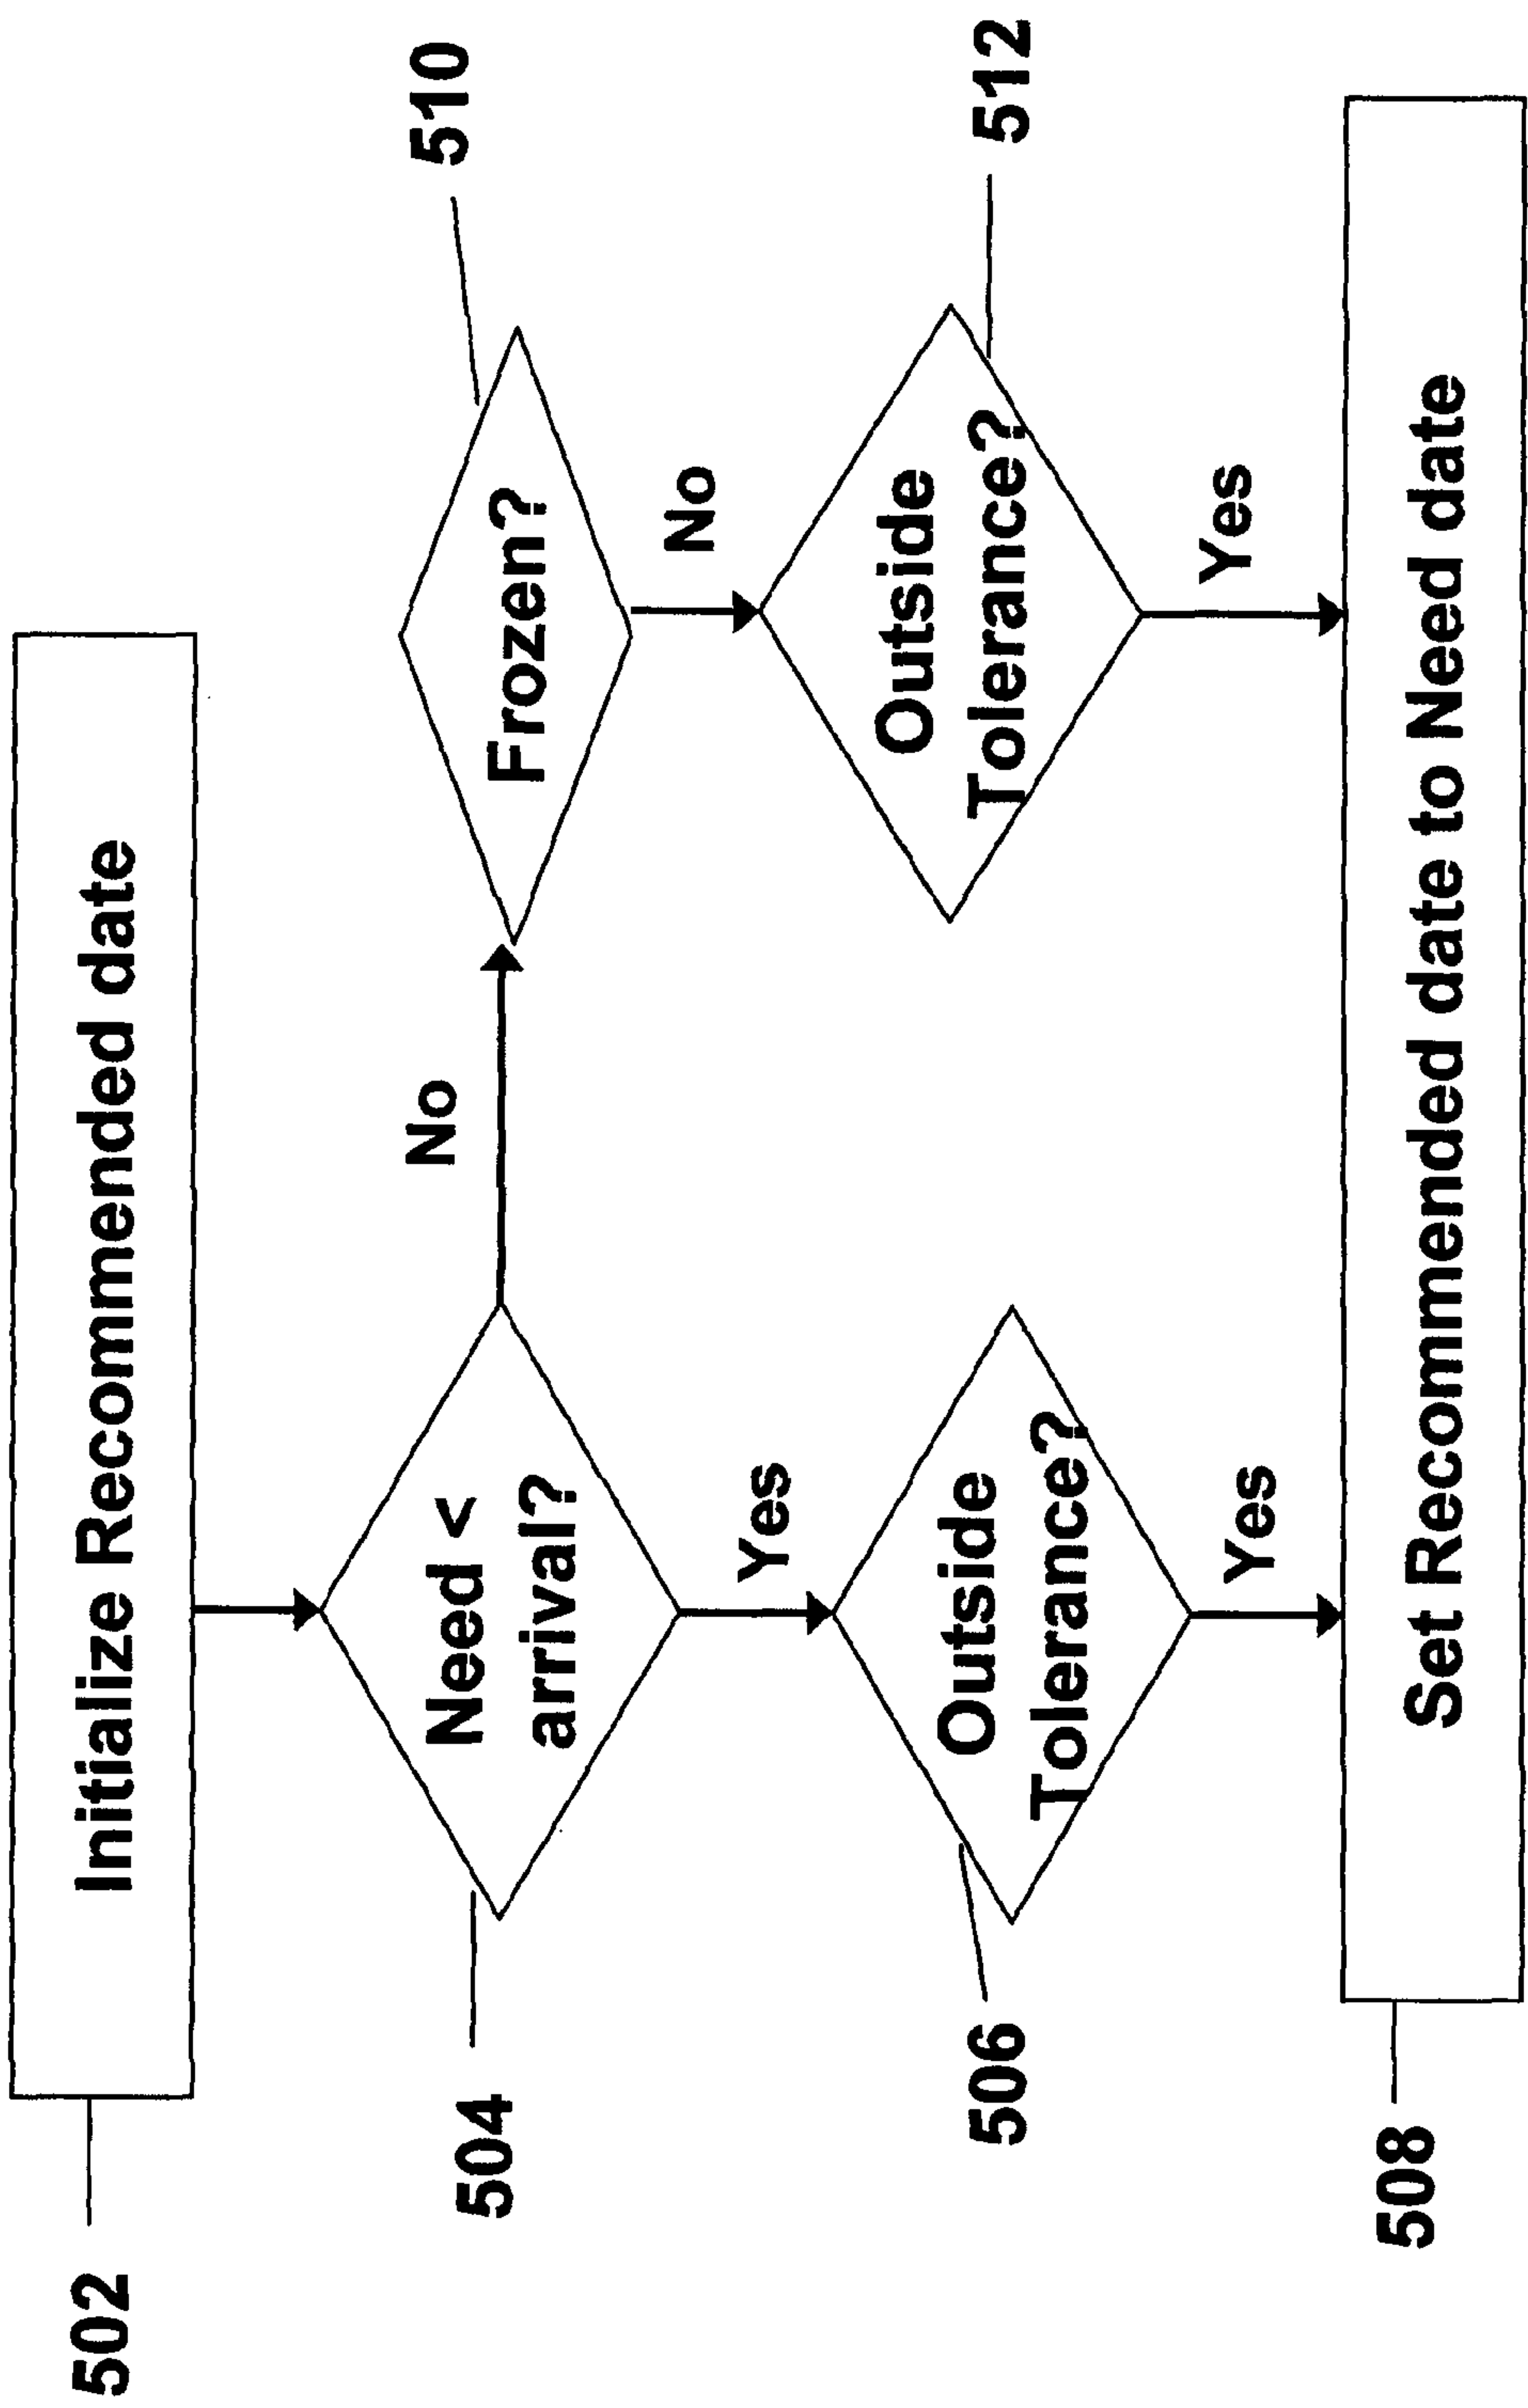 502
Initialize Recommended date
504
Need <
arrival?
No
Frozen?
510
Yes
No
506
Outside
Tolerance?
Outside
Tolerance?
512
Yes
Yes
508
Set Recommended date to Need date